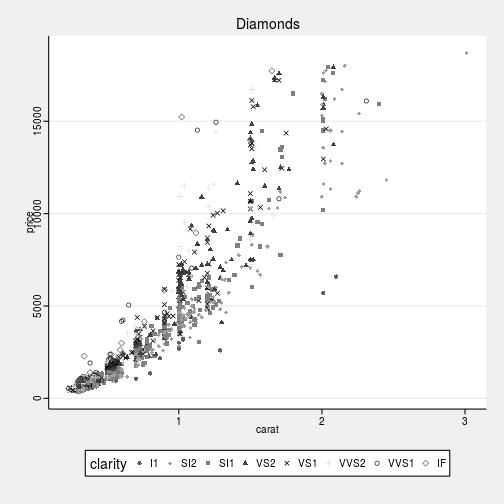 Diamonds
price
15000
10000
5000
0
1 2 3
carat
clarity I1 SI2 SI1 VS2 VS1 VVS2 VVS1 IF